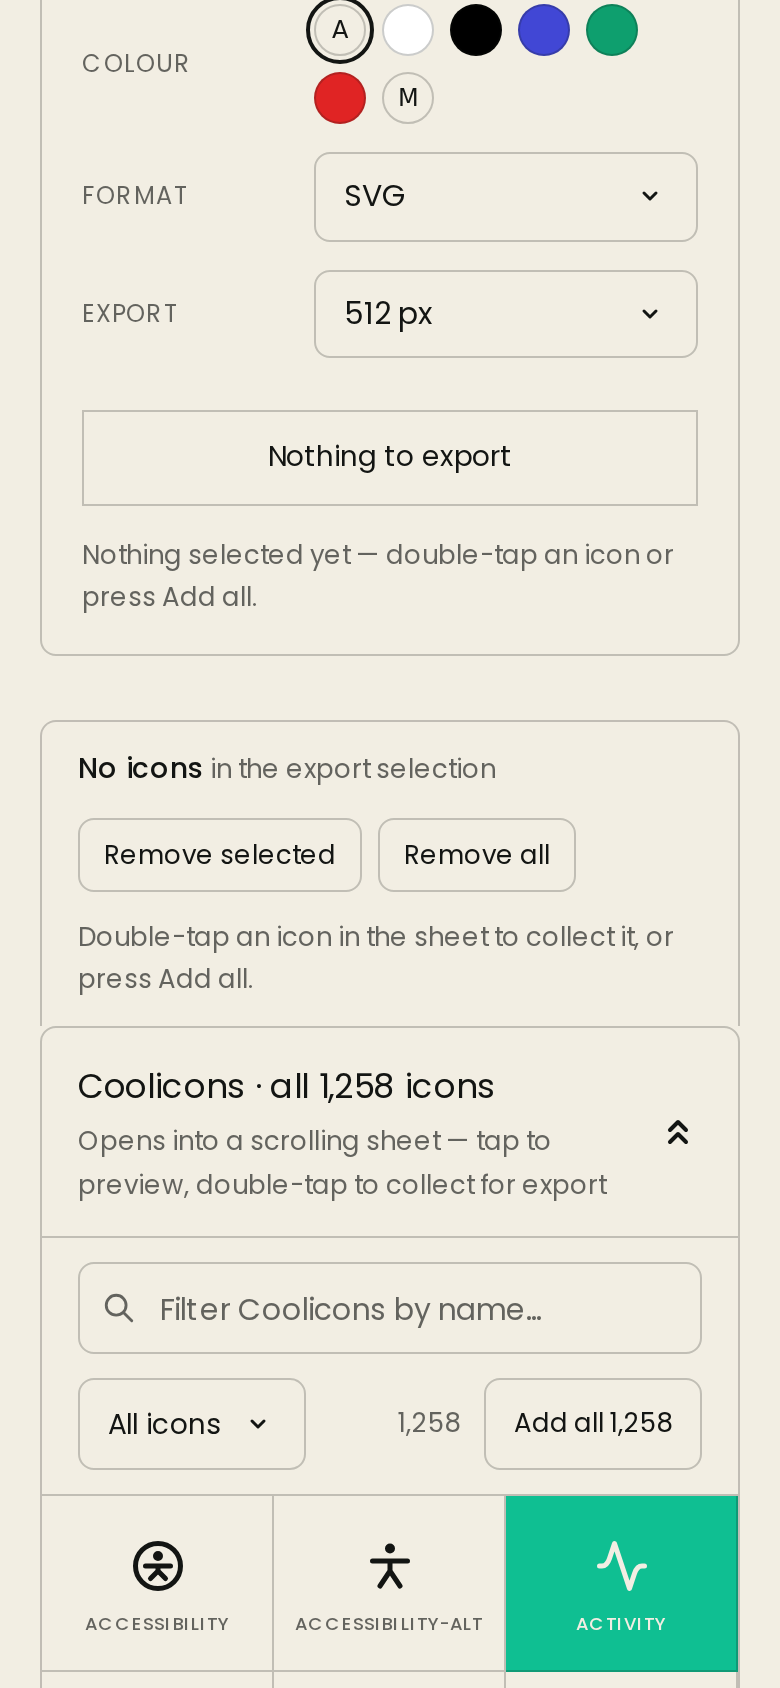 A
COLOUR
M
FORMAT
SVG
EXPORT
512 px
Nothing to export
Nothing selected yet — double-tap an icon or
press Add all.
No icons in the export selection
Remove selected
Remove all
Double-tap an icon in the sheet to collect it, or
press Add all.
Coolicons · all 1,258 icons
Opens into a scrolling sheet — tap to
preview, double-tap to collect for export
Filter Coolicons by name...
All icons
1,258
Add all 1,258
ACCESSIBILITY
ACCESSIBILITY-ALT
ACTIVITY